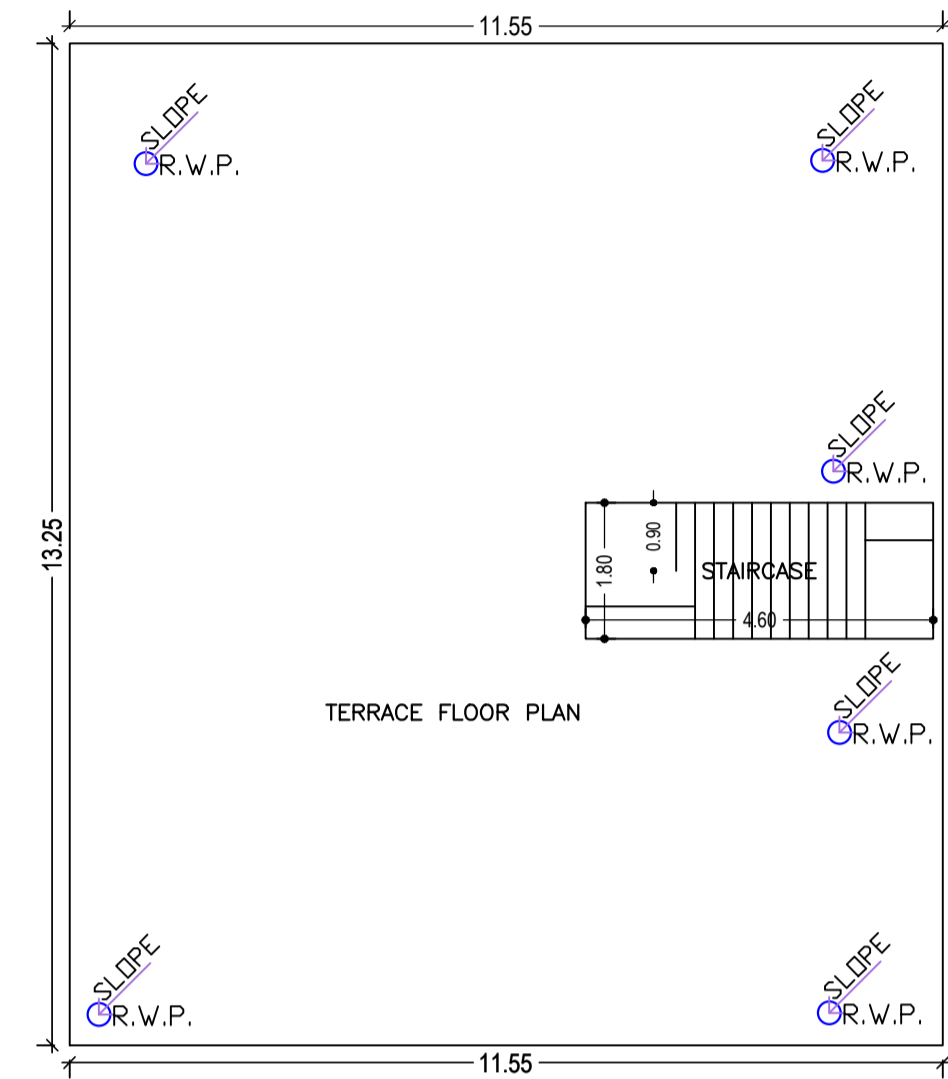 11.55
SLOPE
R.W.P.
SLOPE
R.W.P.
SLOPE
R.W.P.
13.25
1.80
0.90
STAIRCASE
4.60
SLOPE
R.W.P.
TERRACE FLOOR PLAN
SLOPE
R.W.P.
SLOPE
R.W.P.
11.55